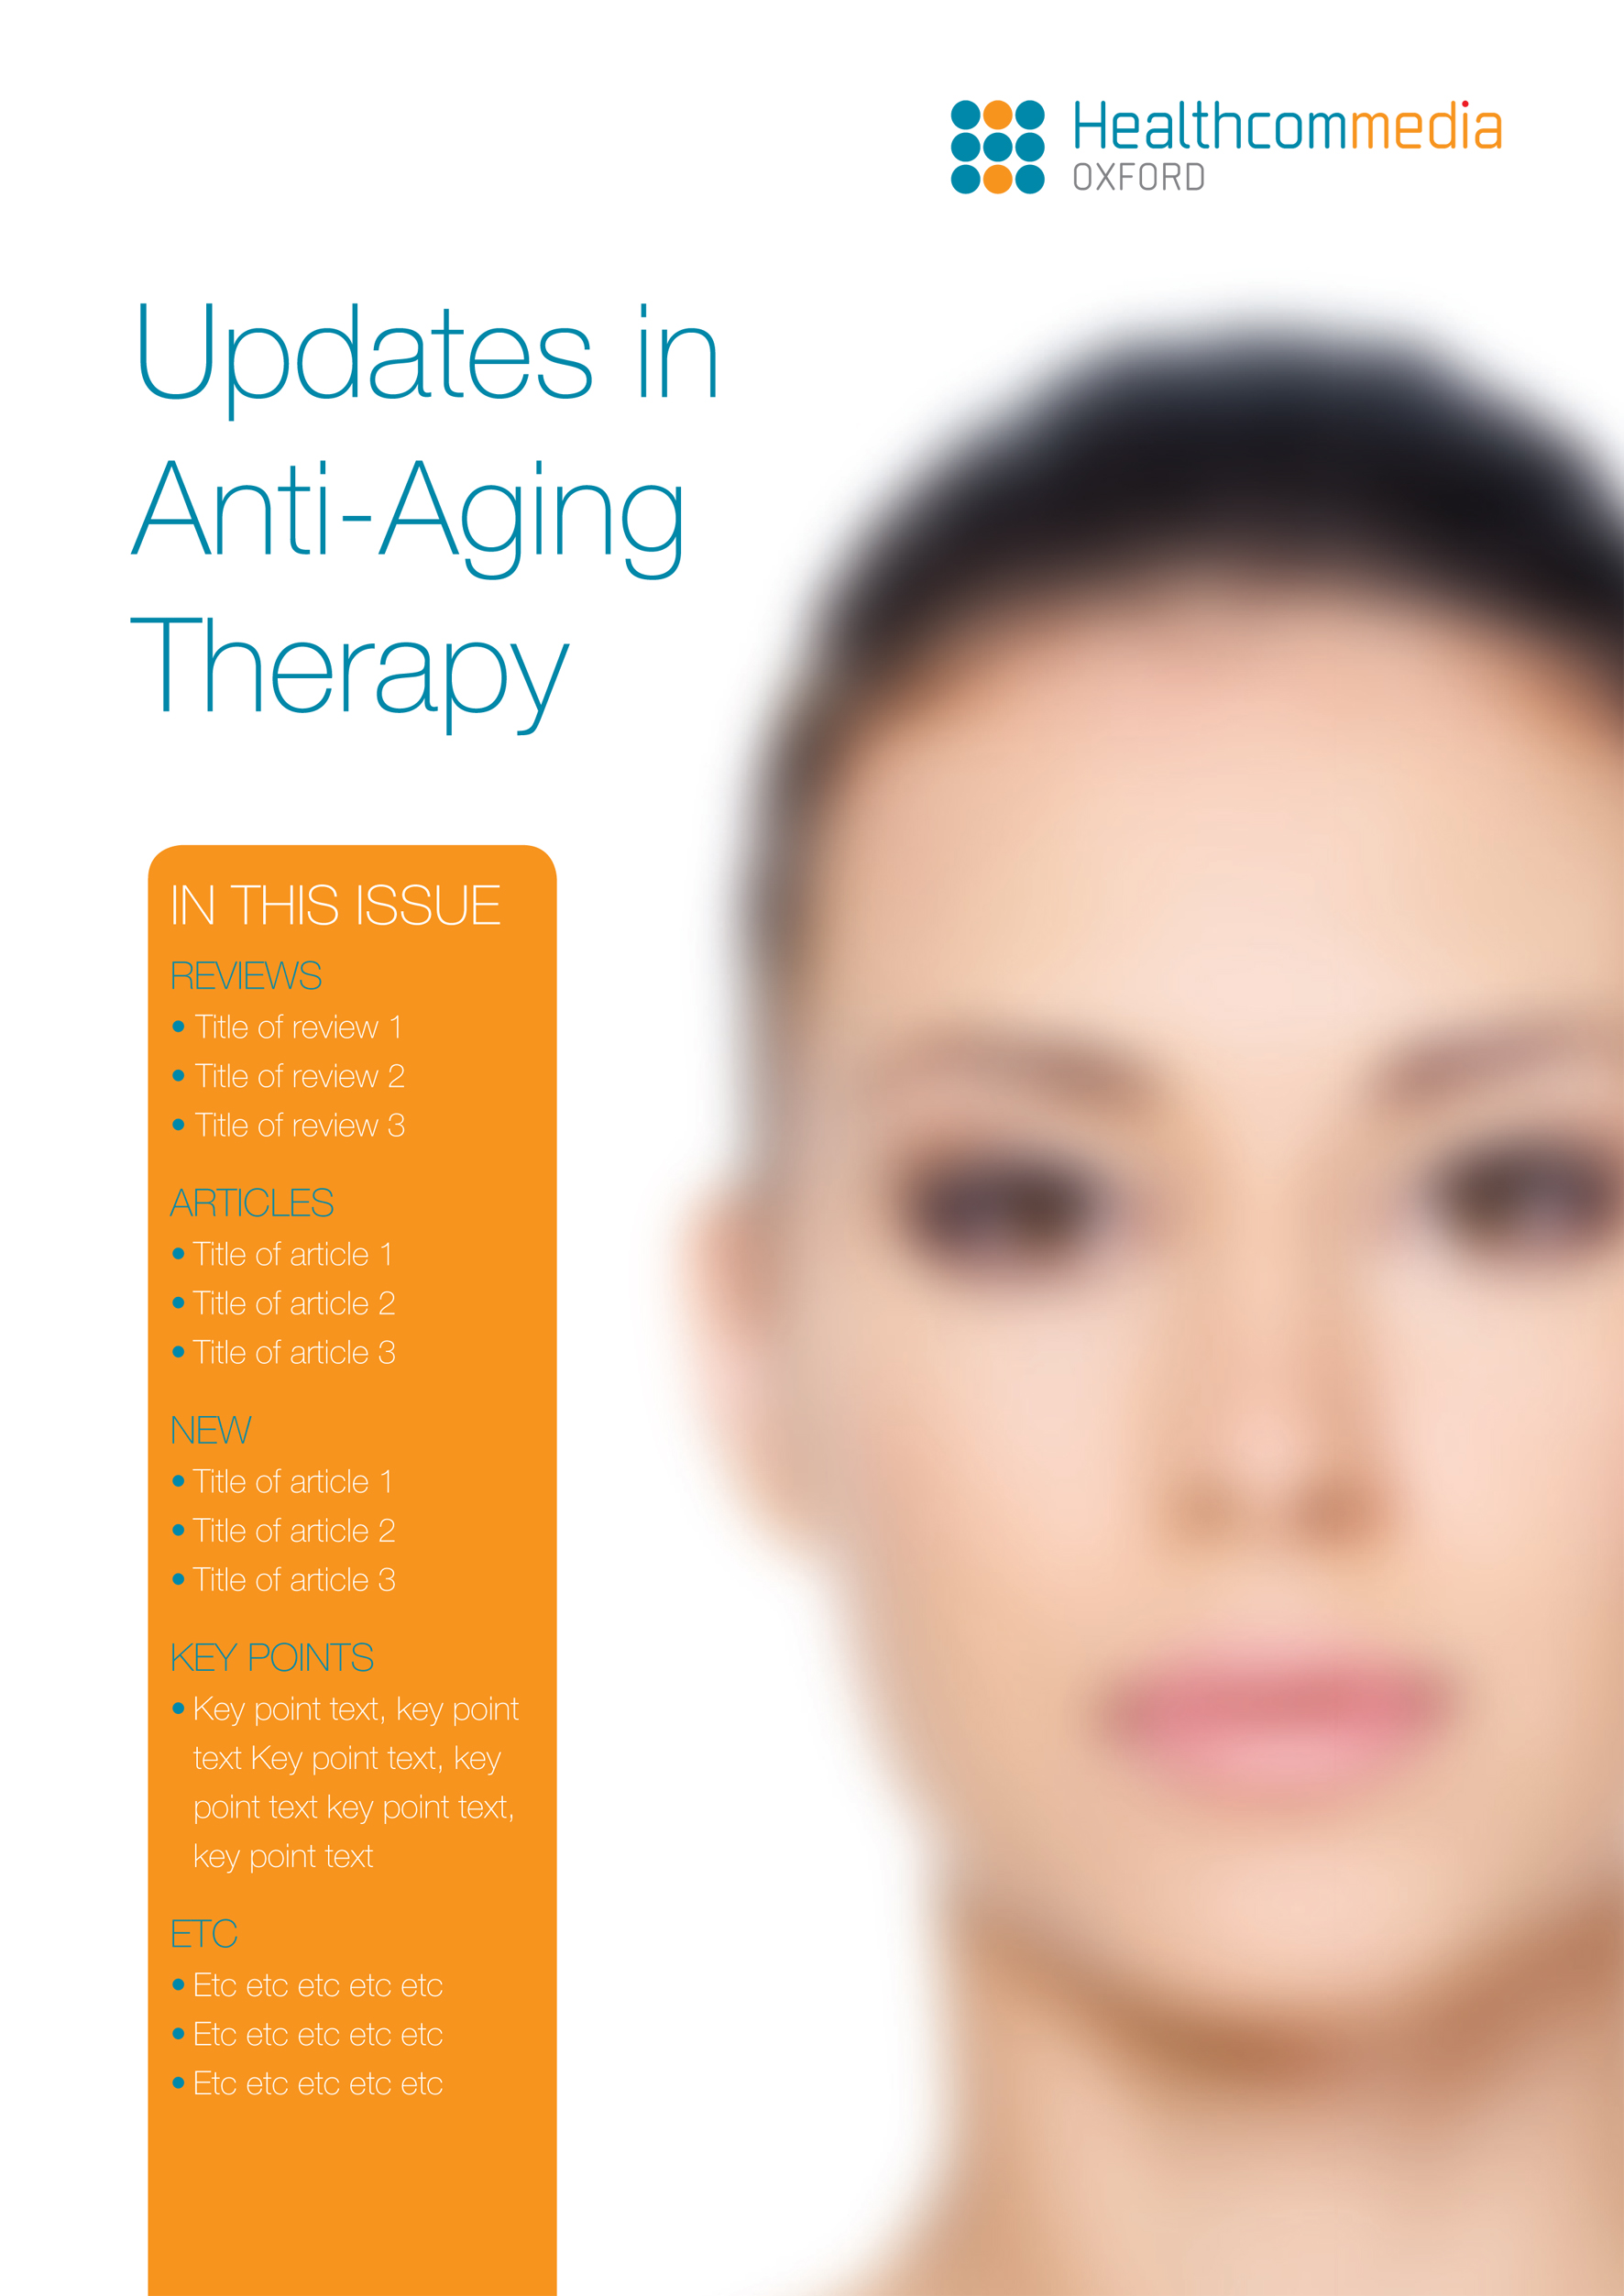 Healthcommedia
OXFORD
Updates in
Anti-Aging
Therapy
IN THIS ISSUE
REVIEWS
• Title of review 1
• Title of review 2
• Title of review 3
ARTICLES
• Title of article 1
• Title of article 2
• Title of article 3
NEW
• Title of article 1
• Title of article 2
• Title of article 3
KEY POINTS
• Key point text, key point
text Key point text, key
point text key point text,
key point text
ETC
• Etc etc etc etc etc
• Etc etc etc etc etc
• Etc etc etc etc etc